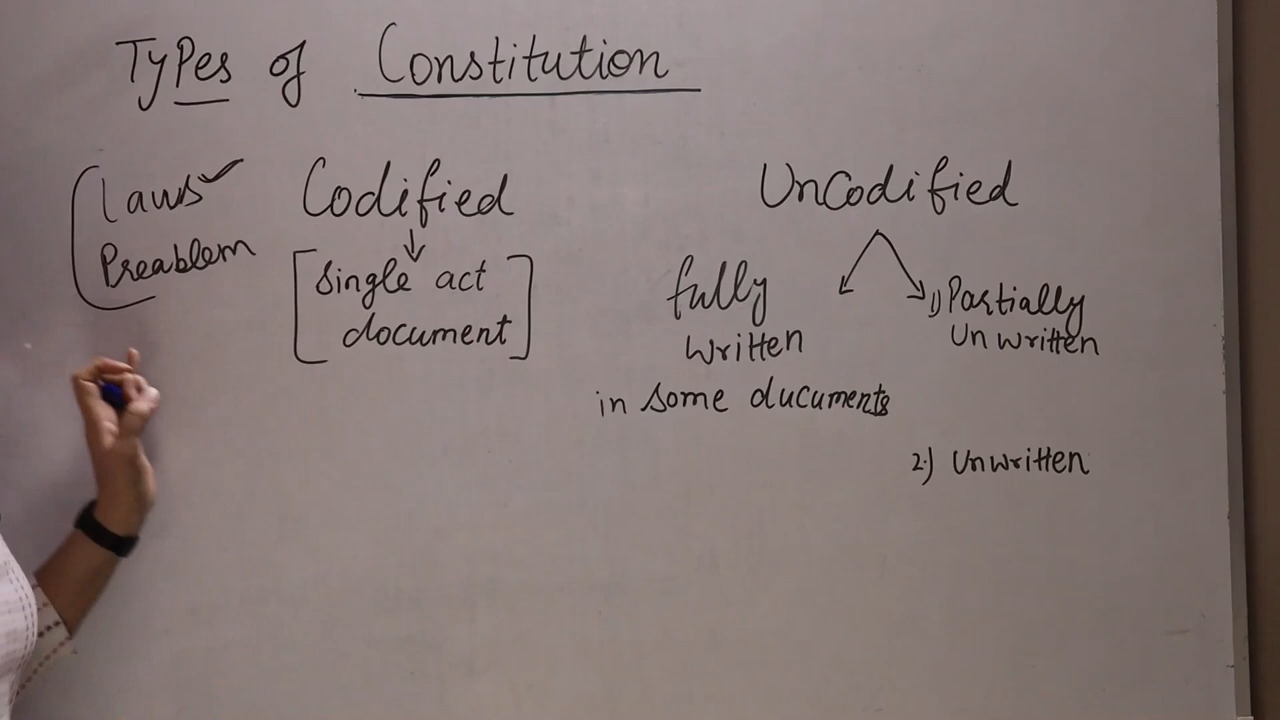 Types of Constitution
Laws
Preablem
Codified
Single act
document
UnCodified
fully
Written
in Some ducuments
1) Partially
Unwritten
2) Unwritten